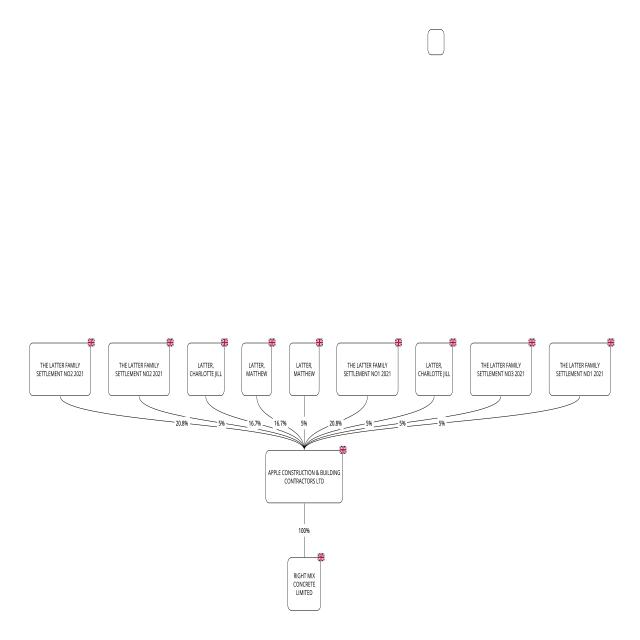 THE LATTER FAMILY
SETTLEMENT NO2 2021
THE LATTER FAMILY
SETTLEMENT NO2 2021
LATTER,
CHARLOTTE JILL
LATTER,
MATTHEW
LATTER,
MATTHEW
THE LATTER FAMILY
SETTLEMENT NO1 2021
LATTER,
CHARLOTTE JILL
THE LATTER FAMILY
SETTLEMENT NO3 2021
THE LATTER FAMILY
SETTLEMENT NO1 2021
20.8%
5%
16.7%
16.7%
5%
20.8%
5%
5%
5%
APPLE CONSTRUCTION & BUILDING
CONTRACTORS LTD
100%
RIGHT MIX
CONCRETE
LIMITED